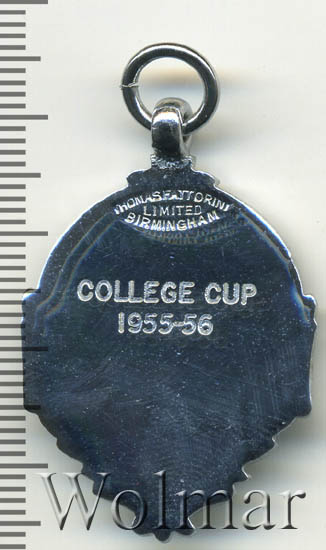 THOMAS FATTORINI
LIMITED
BIRMINGHAM
COLLEGE CUP
1955-56
Wolmar